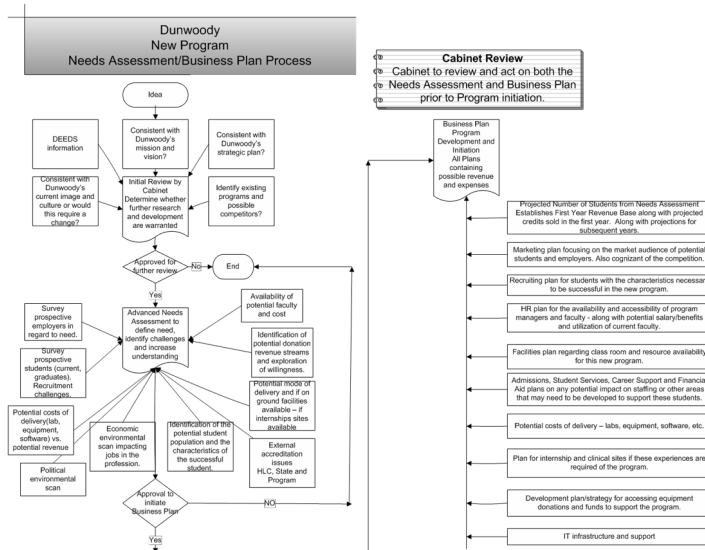 Dunwoody
New Program
Needs Assessment/Business Plan Process
Cabinet Review
Cabinet to review and act on both the
Needs Assessment and Business Plan
prior to Program initiation.
Idea
DEEDS
information
Consistent with
Dunwoody's
mission and
vision?
Consistent with
Dunwoody's
strategic plan?
Consistent with
Dunwoody's
current image and
culture or would
this require a
change?
Initial Review by
Cabinet
Determine whether
further research
and development
are warranted
Identify existing
programs and
possible
competitors?
Approved for
further review
No
End
Yes
Survey
prospective
employers in
regard to need.
Advanced Needs
Assessment to
define need,
identify challenges
and increase
understanding
Availability of
potential faculty
and cost
Survey
prospective
students (current,
graduates).
Recruitment
challenges.
Identification of
potential donation
revenue streams
and exploration
of willingness.
Potential mode of
delivery and if on
ground facilities
available – if
internships sites
available
Potential costs of
delivery(lab,
equipment,
software) vs.
potential revenue
Economic
environmental
scan impacting
jobs in the
profession.
Identification of the
potential student
population and the
characteristics of
the successful
student.
External
accreditation
issues
HLC, State and
Program
Political
environmental
scan
Approval to
initiate
Business Plan
NO
Yes
Business Plan
Program
Development and
Initiation
All Plans
containing
possible revenue
and expenses
Projected Number of Students from Needs Assessment
Establishes First Year Revenue Base along with projected
credits sold in the first year. Along with projections for
subsequent years.
Marketing plan focusing on the market audience of potential
students and employers. Also cognizant of the competition.
Recruiting plan for students with the characteristics necessar
to be successful in the new program.
HR plan for the availability and accessibility of program
managers and faculty - along with potential salary/benefits
and utilization of current faculty.
Facilities plan regarding class room and resource availability
for this new program.
Admissions, Student Services, Career Support and Financia
Aid plans on any potential impact on staffing or other areas
that may need to be developed to support these students.
Potential costs of delivery – labs, equipment, software, etc.
Plan for internship and clinical sites if these experiences are
required of the program.
Development plan/strategy for accessing equipment
donations and funds to support the program.
IT infrastructure and support